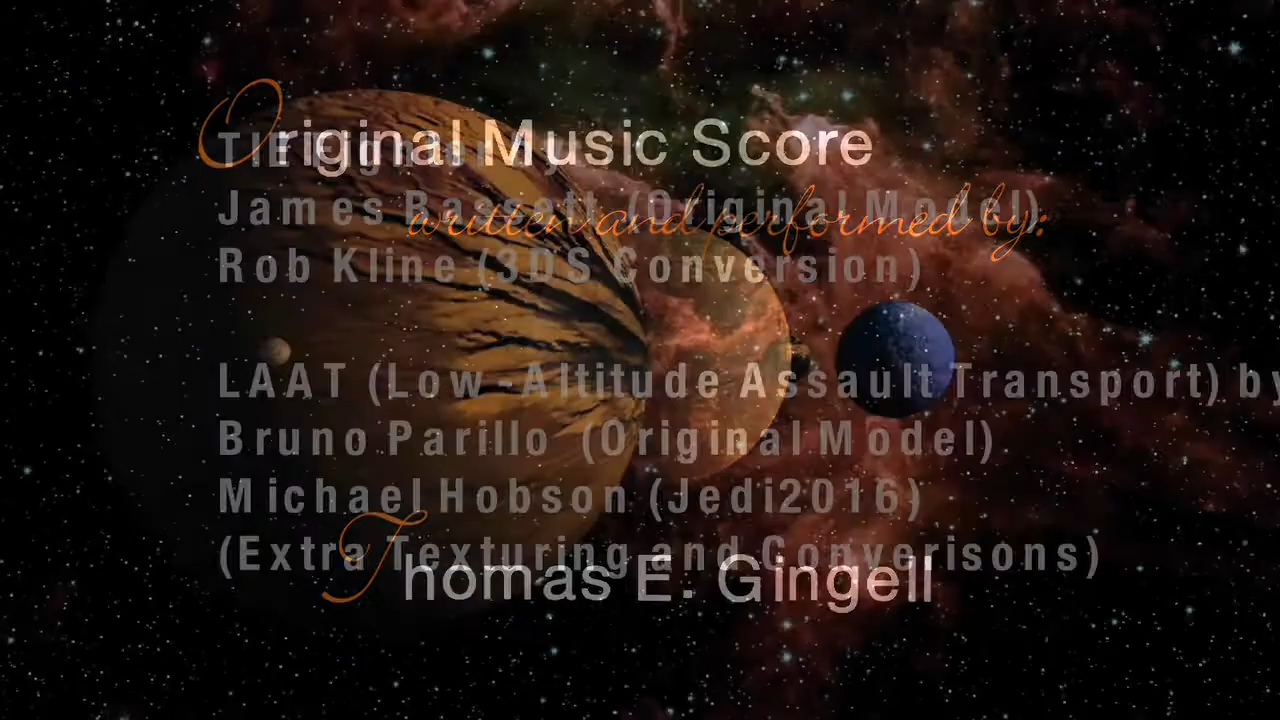 Original Music Score
James Bassett (Original Model)
written and performed by:
Rob Kline (3DS Conversion)
LAAT (Low-Altitude Assault Transport) by
Bruno Parillo (Original Model)
Michael Hobson (Jedi2016)
(Extra Texturing and Converisons)
Thomas E. Gingell